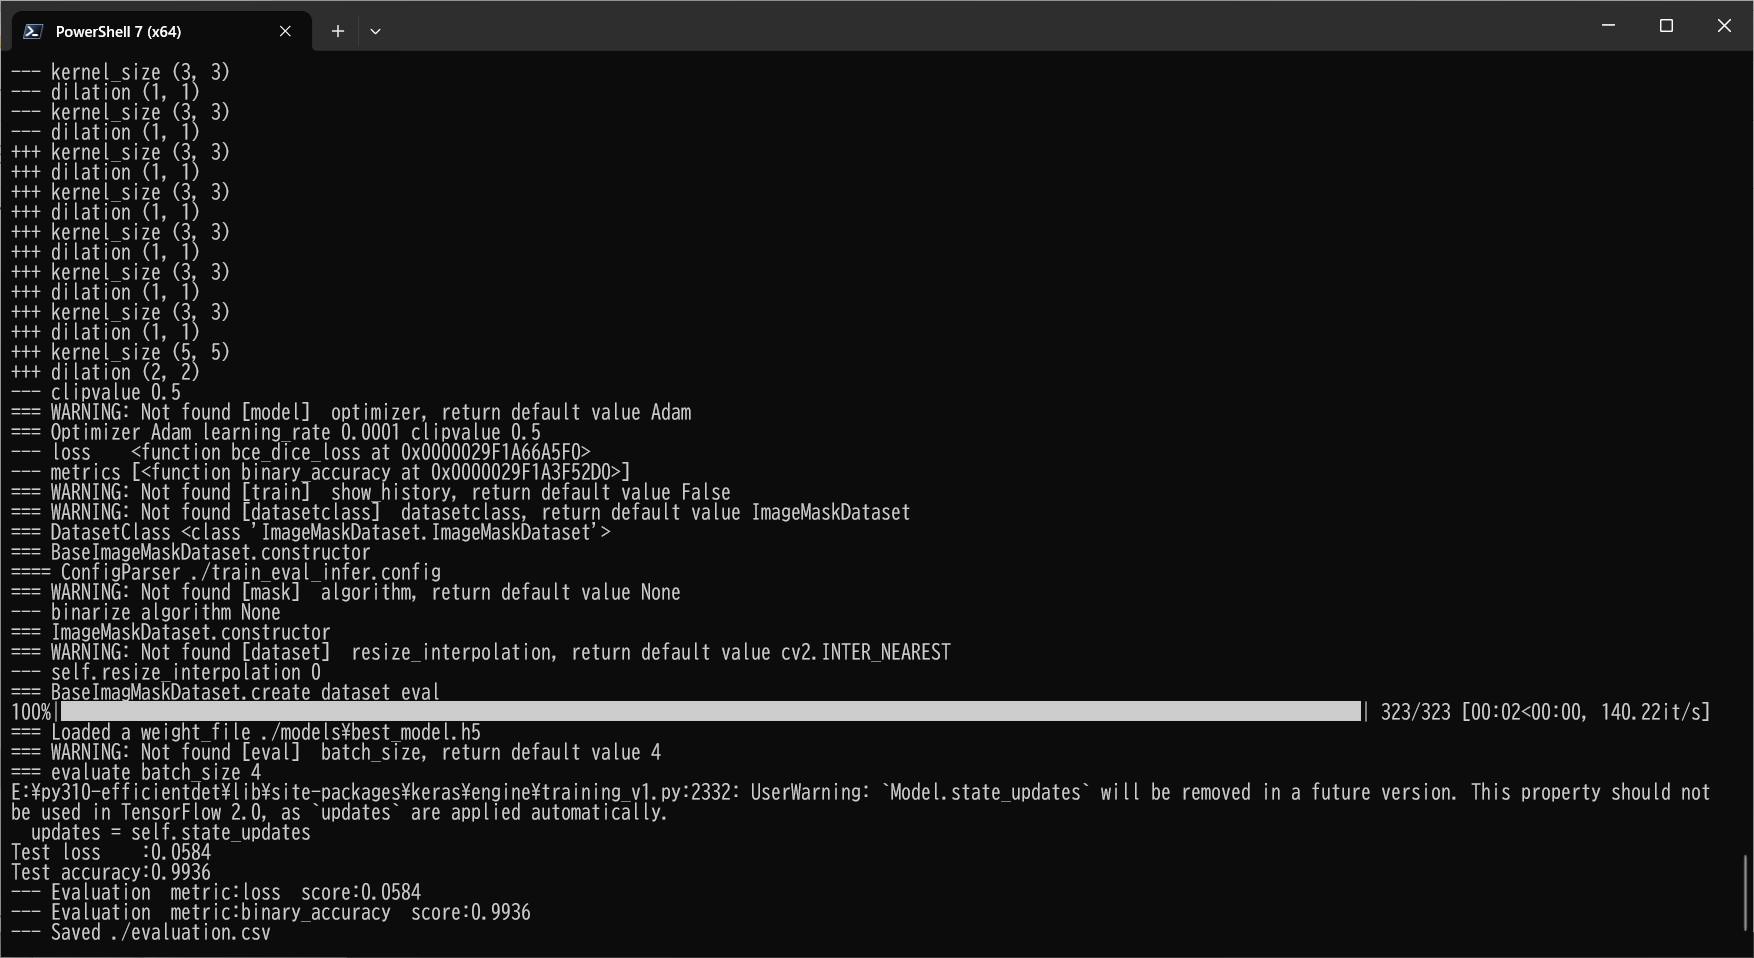 PowerShell 7 (x64)
--- kernel_size (3, 3)
--- dilation (1, 1)
--- kernel_size (3, 3)
--- dilation (1, 1)
+++ kernel_size (3, 3)
+++ dilation (1, 1)
+++ kernel_size (3, 3)
+++ dilation (1, 1)
+++ kernel_size (3, 3)
+++ dilation (1, 1)
+++ kernel_size (3, 3)
+++ dilation (1, 1)
+++ kernel_size (3, 3)
+++ dilation (1, 1)
+++ kernel_size (5, 5)
+++ dilation (2, 2)
--- clipvalue 0.5
=== WARNING: Not found [model]  optimizer, return default value Adam
=== Optimizer Adam learning_rate 0.0001 clipvalue 0.5
--- loss    <function bce_dice_loss at 0x0000029F1A66A5F0>
--- metrics [<function binary_accuracy at 0x0000029F1A3F52D0>]
=== WARNING: Not found [train]  show_history, return default value False
=== WARNING: Not found [datasetclass]  datasetclass, return default value ImageMaskDataset
=== DatasetClass <class 'ImageMaskDataset.ImageMaskDataset'>
=== BaseImageMaskDataset.constructor
==== ConfigParser ./train_eval_infer.config
=== WARNING: Not found [mask]  algorithm, return default value None
--- binarize algorithm None
=== ImageMaskDataset.constructor
=== WARNING: Not found [dataset]  resize_interpolation, return default value cv2.INTER_NEAREST
--- self.resize_interpolation 0
=== BaseImagMaskDataset.create dataset eval
100%| | 323/323 [00:02<00:00, 140.22it/s]
=== Loaded a weight_file ./models¥best_model.h5
=== WARNING: Not found [eval]  batch_size, return default value 4
=== evaluate batch_size 4
E:¥py310-efficientdet¥lib¥site-packages¥keras¥engine¥training_v1.py:2332: UserWarning: `Model.state_updates` will be removed in a future version. This property should not
be used in TensorFlow 2.0, as `updates` are applied automatically.
  updates = self.state_updates
Test loss    :0.0584
Test accuracy:0.9936
--- Evaluation  metric:loss  score:0.0584
--- Evaluation  metric:binary_accuracy  score:0.9936
--- Saved ./evaluation.csv